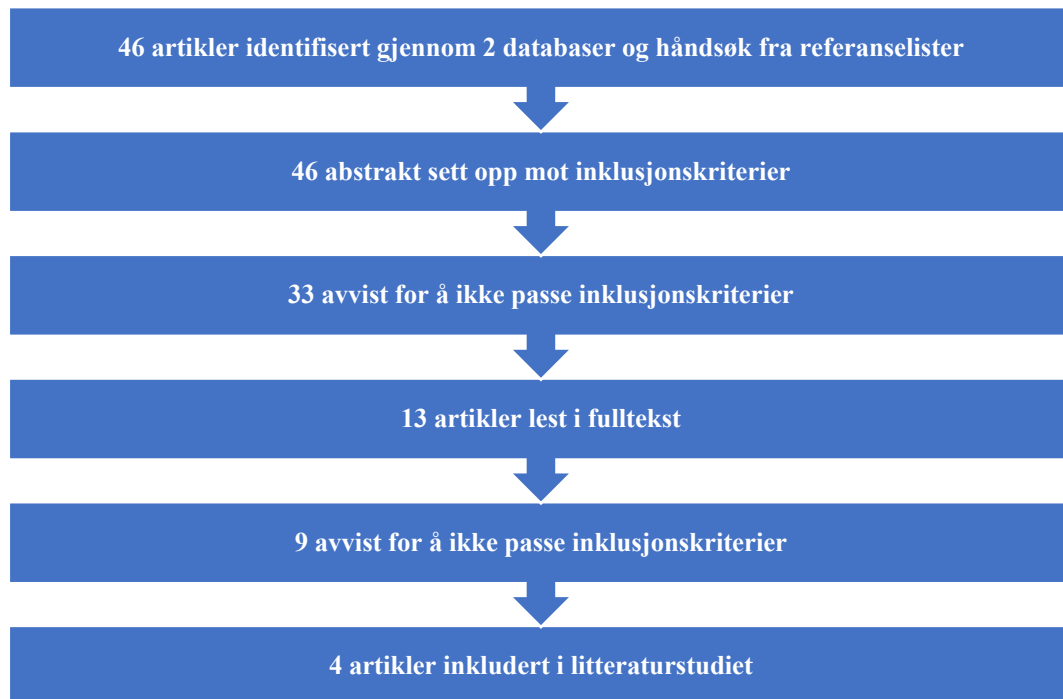 46 artikler identifisert gjennom 2 databaser og håndsøk fra referanselister
46 abstrakt sett opp mot inklusjonskriterier
33 avvist for å ikke passe inklusjonskriterier
13 artikler lest i fulltekst
9 avvist for å ikke passe inklusjonskriterier
4 artikler inkludert i litteraturstudiet